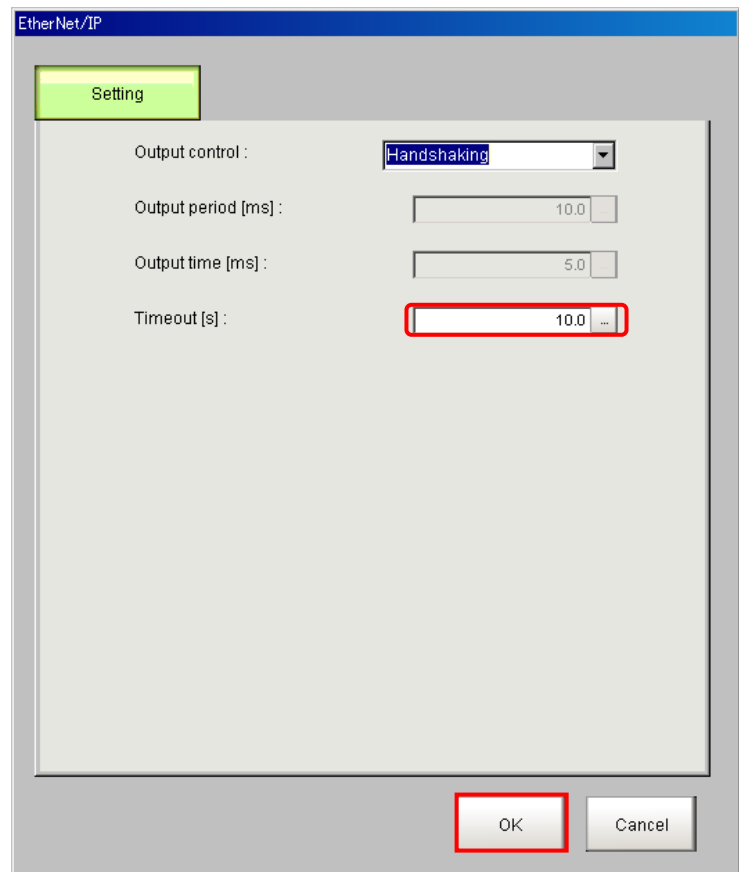 EtherNet/IP
Setting
Output control : Handshaking
Output period [ms] : 10.0 ...
Output time [ms] : 5.0 ...
Timeout [s] : 10.0 ...
OK Cancel